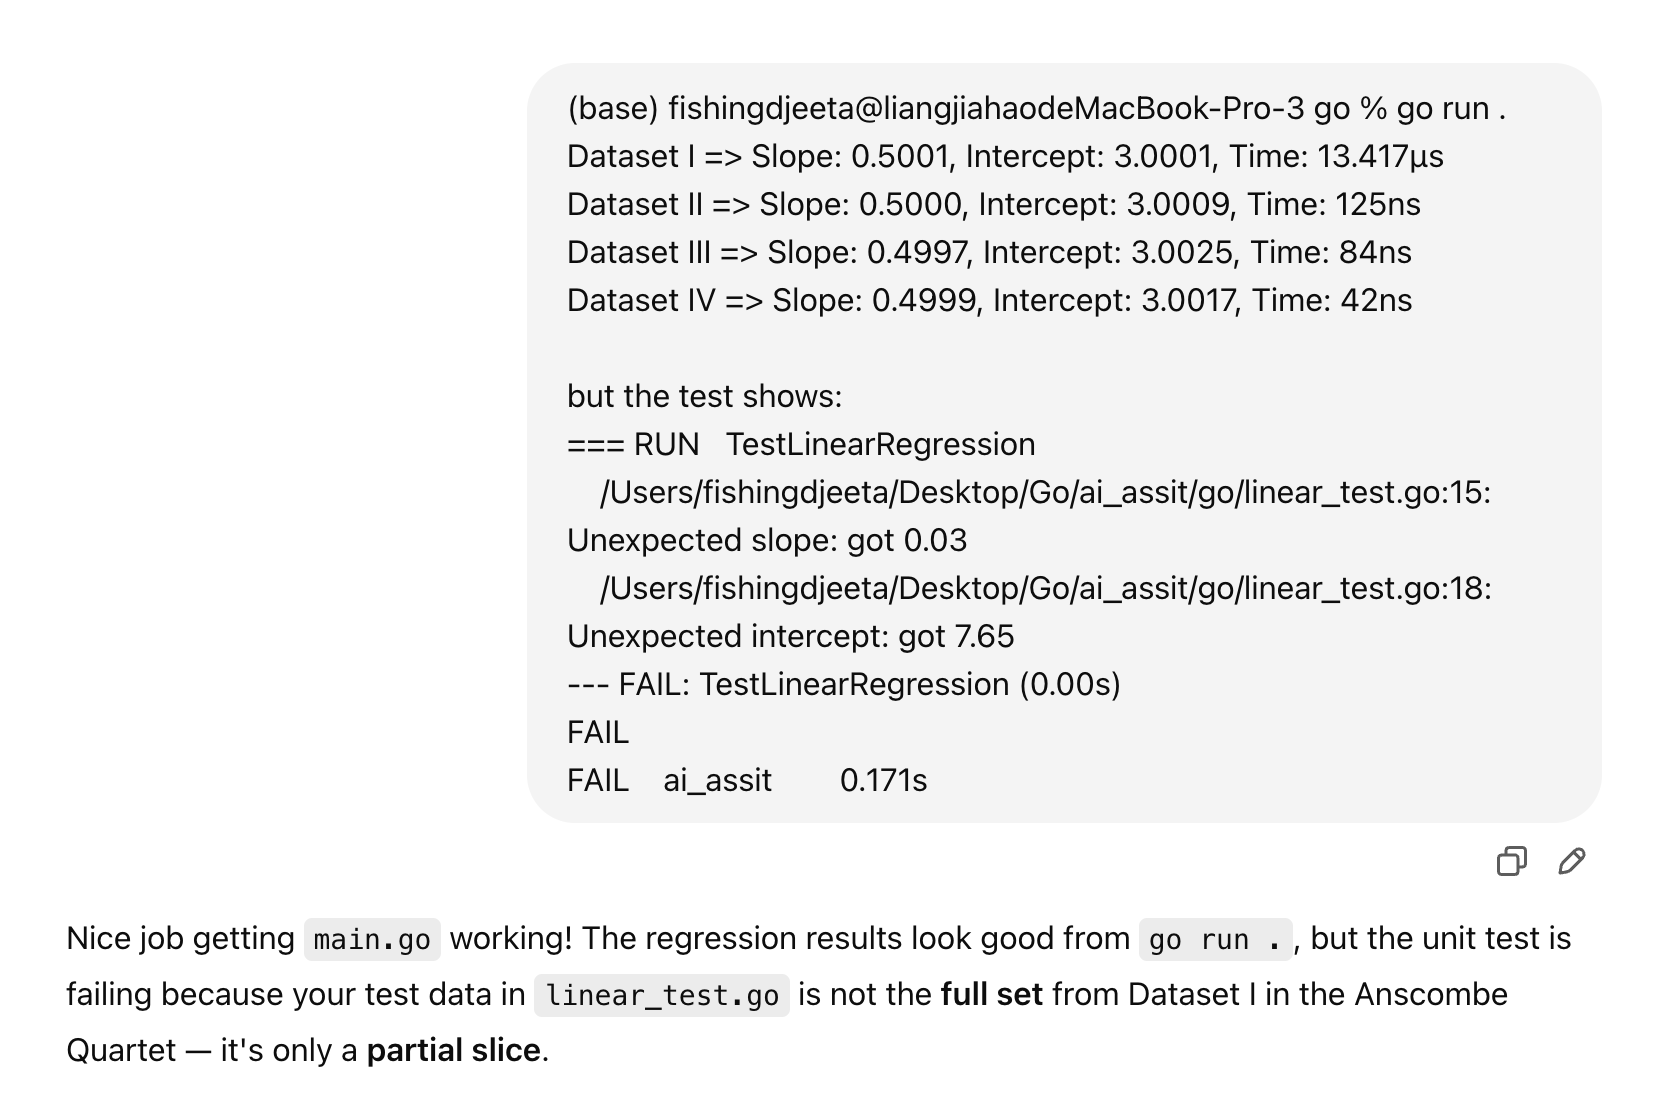 (base) fishingdjeeta@liangjiahaodeMacBook-Pro-3 go % go run .
Dataset I => Slope: 0.5001, Intercept: 3.0001, Time: 13.417µs
Dataset II => Slope: 0.5000, Intercept: 3.0009, Time: 125ns
Dataset III => Slope: 0.4997, Intercept: 3.0025, Time: 84ns
Dataset IV => Slope: 0.4999, Intercept: 3.0017, Time: 42ns
but the test shows:
=== RUN   TestLinearRegression
    /Users/fishingdjeeta/Desktop/Go/ai_assit/go/linear_test.go:15:
Unexpected slope: got 0.03
    /Users/fishingdjeeta/Desktop/Go/ai_assit/go/linear_test.go:18:
Unexpected intercept: got 7.65
--- FAIL: TestLinearRegression (0.00s)
FAIL
FAIL    ai_assit        0.171s
Nice job getting main.go working! The regression results look good from go run ., but the unit test is
failing because your test data in linear_test.go is not the full set from Dataset I in the Anscombe
Quartet — it's only a partial slice.